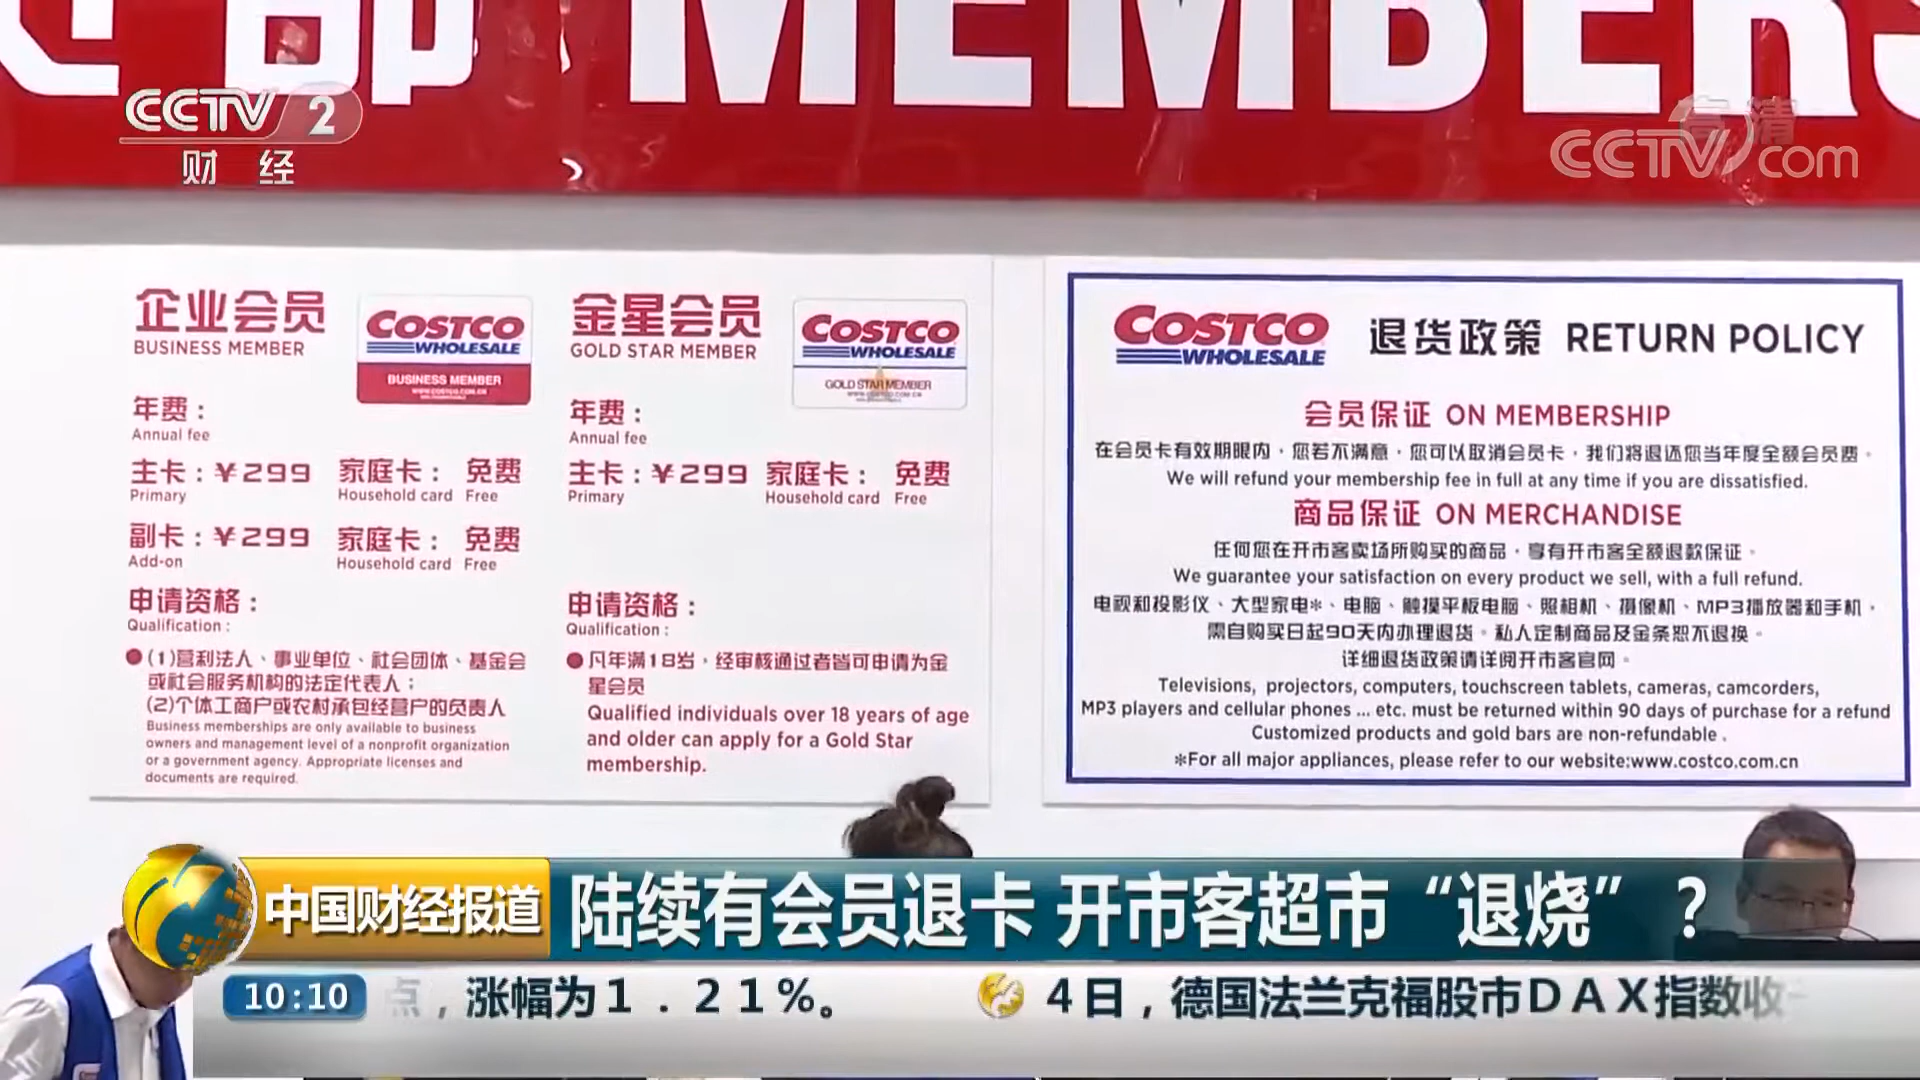 部 MEMBERS
CCTV 2
财 经
高清
CCTV.com
企业会员
BUSINESS MEMBER
COSTCO
WHOLESALE
BUSINESS MEMBER
WWW.COSTCO.COM.CN
年费：
Annual fee
主卡：¥299 家庭卡： 免费
Primary Household card Free
副卡：¥299 家庭卡： 免费
Add-on Household card Free
申请资格：
Qualification :
●(1)营利法人、事业单位、社会团体、基金会
或社会服务机构的法定代表人；
(2)个体工商户或农村承包经营户的负责人
Business memberships are only available to business
owners and management level of a nonprofit organization
or a government agency. Appropriate licenses and
documents are required.
金星会员
GOLD STAR MEMBER
COSTCO
WHOLESALE
GOLD STAR MEMBER
WWW.COSTCO.COM.CN
年费：
Annual fee
主卡：¥299 家庭卡： 免费
Primary Household card Free
申请资格：
Qualification :
●凡年满18岁，经审核通过者皆可申请为金
星会员
Qualified individuals over 18 years of age
and older can apply for a Gold Star
membership.
COSTCO
WHOLESALE
退货政策 RETURN POLICY
会员保证 ON MEMBERSHIP
在会员卡有效期限内，您若不满意，您可以取消会员卡，我们将退还您当年度全额会员费。
We will refund your membership fee in full at any time if you are dissatisfied.
商品保证 ON MERCHANDISE
任何您在开市客卖场所购买的商品，享有开市客全额退款保证。
We guarantee your satisfaction on every product we sell, with a full refund.
电视和投影仪、大型家电*、电脑、触摸平板电脑、照相机、摄像机、MP3播放器和手机，
需自购买日起90天内办理退货。私人定制商品及金条恕不退换。
详细退货政策请详阅开市客官网。
Televisions, projectors, computers, touchscreen tablets, cameras, camcorders,
MP3 players and cellular phones ... etc. must be returned within 90 days of purchase for a refund
Customized products and gold bars are non-refundable .
*For all major appliances, please refer to our website:www.costco.com.cn
中国财经报道
陆续有会员退卡 开市客超市“退烧”？
10:10
点，涨幅为1．21%。 4日，德国法兰克福股市DAX指数收